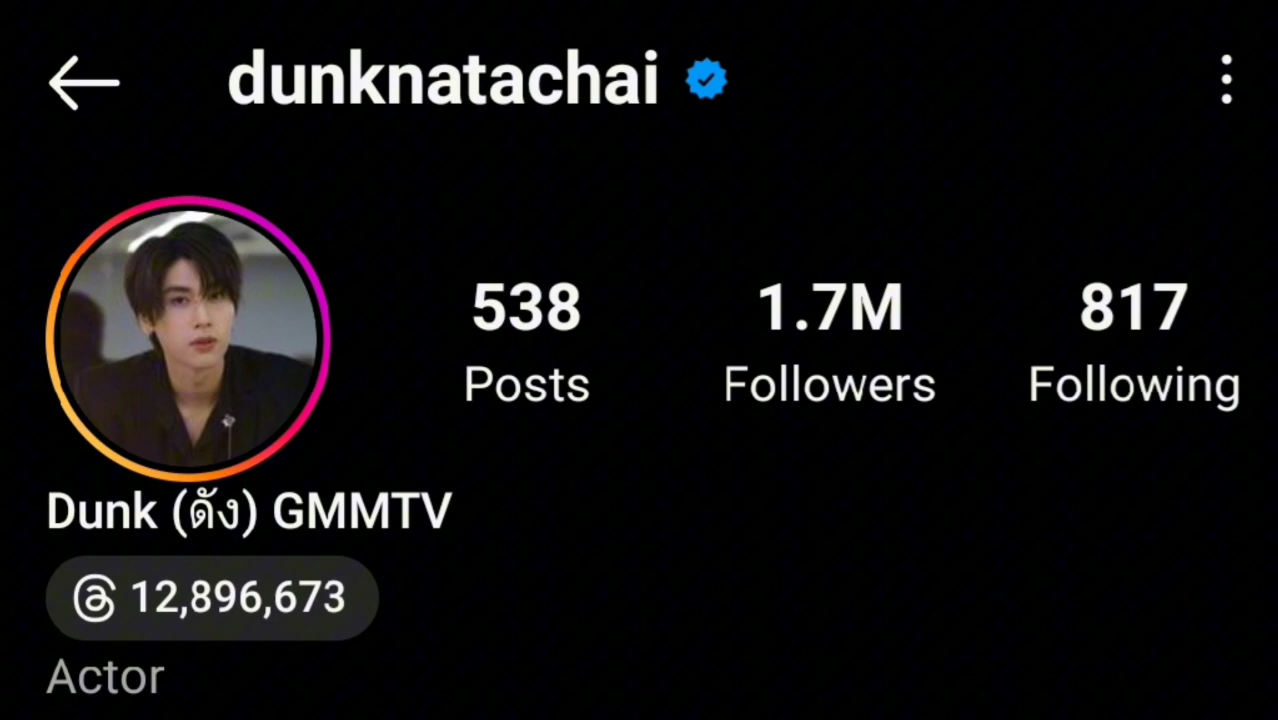 dunknatachai
538 1.7M 817
Posts Followers Following
Dunk (ดัง) GMMTV
12,896,673
Actor